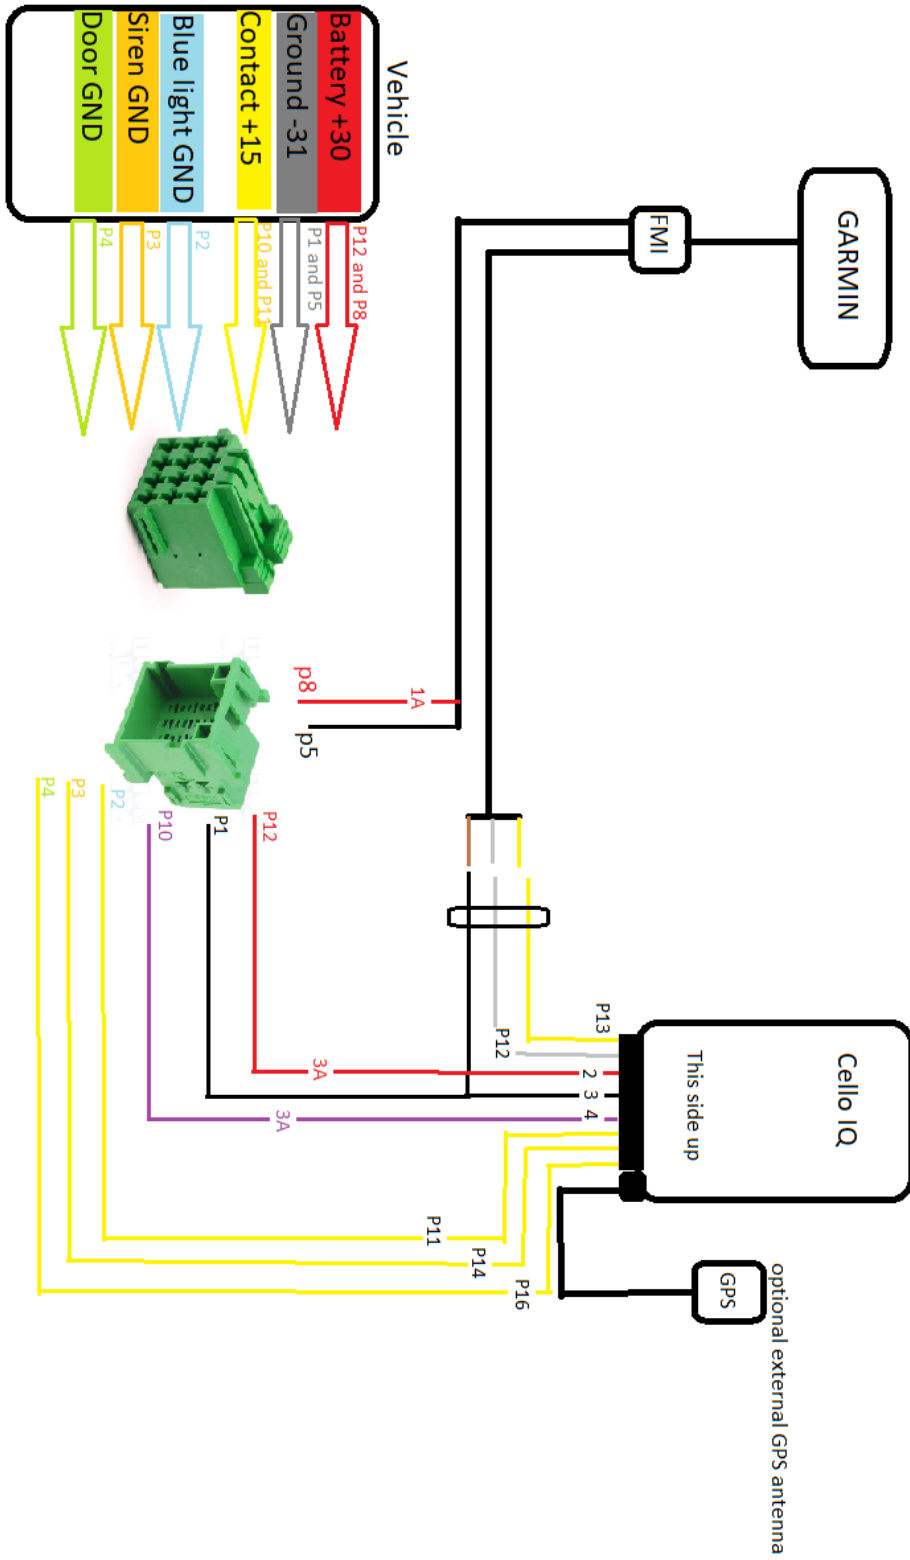 Vehicle
Battery +30
Ground -31
Contact +15
Blue light GND
Siren GND
Door GND
P12 and P8
P1 and P5
P10 and P11
P2
P3
P4
GARMIN
FMI
p8
1A
p5
P12
P1
P10
P2
P3
P4
3A
3A
P13
P12
2
3
4
Cello IQ
This side up
P11
P14
P16
GPS
optional external GPS antenna